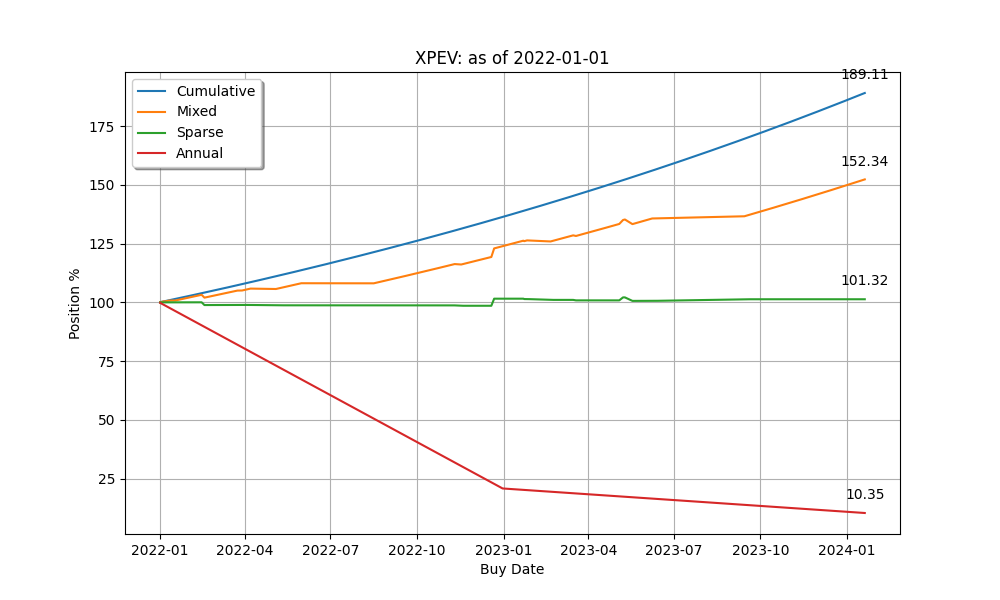 XPEV: as of 2022-01-01
Cumulative
Mixed
Sparse
Annual
189.11
152.34
101.32
10.35
Position %
175
150
125
100
75
50
25
2022-01 2022-04 2022-07 2022-10 2023-01 2023-04 2023-07 2023-10 2024-01
Buy Date